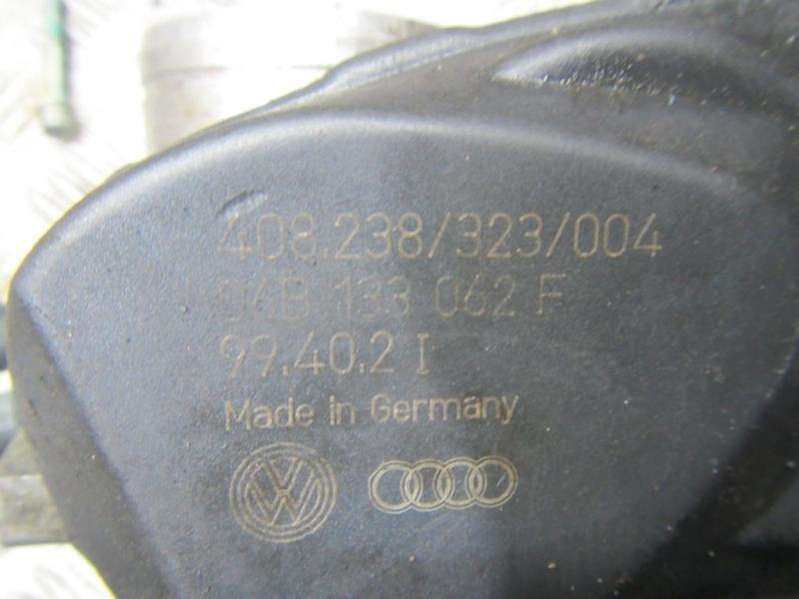 408.238/323/004
06B 133 062 F
99.40.2 I
Made in Germany